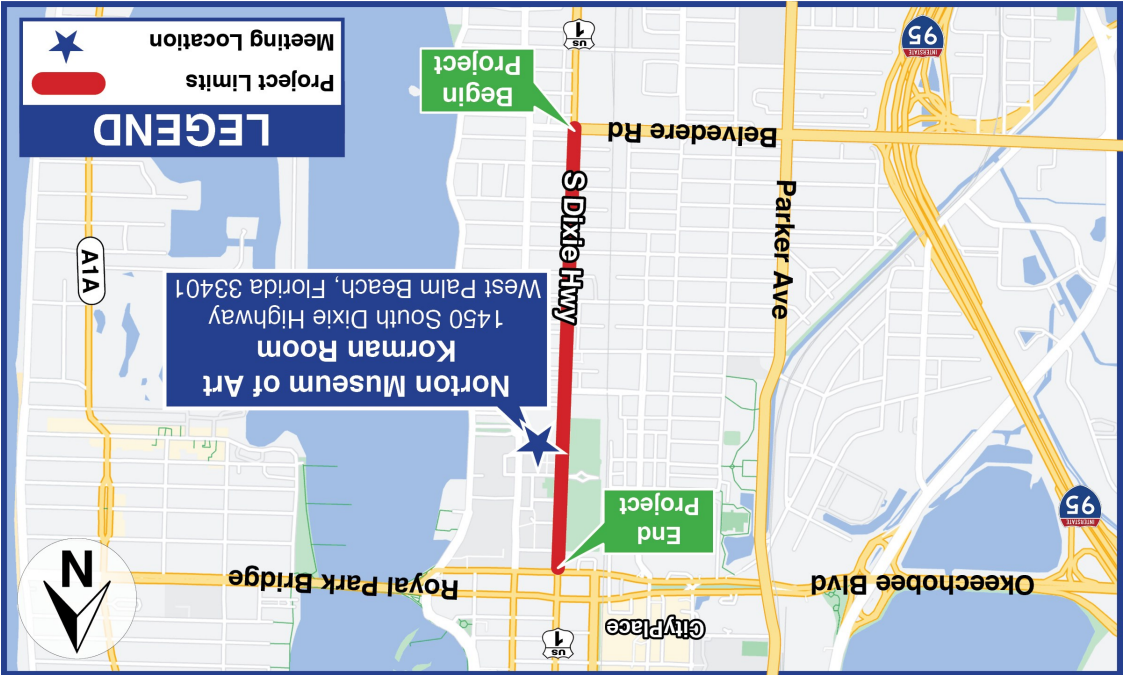 US
1
CityPlace
Okeechobee Blvd
Royal Park Bridge
N
INTERSTATE
95
End
Project
Norton Museum of Art
Korman Room
1450 South Dixie Highway
West Palm Beach, Florida 33401
Parker Ave
S Dixie Hwy
A1A
Belvedere Rd
Begin
Project
INTERSTATE
95
US
1
LEGEND
Project Limits
Meeting Location